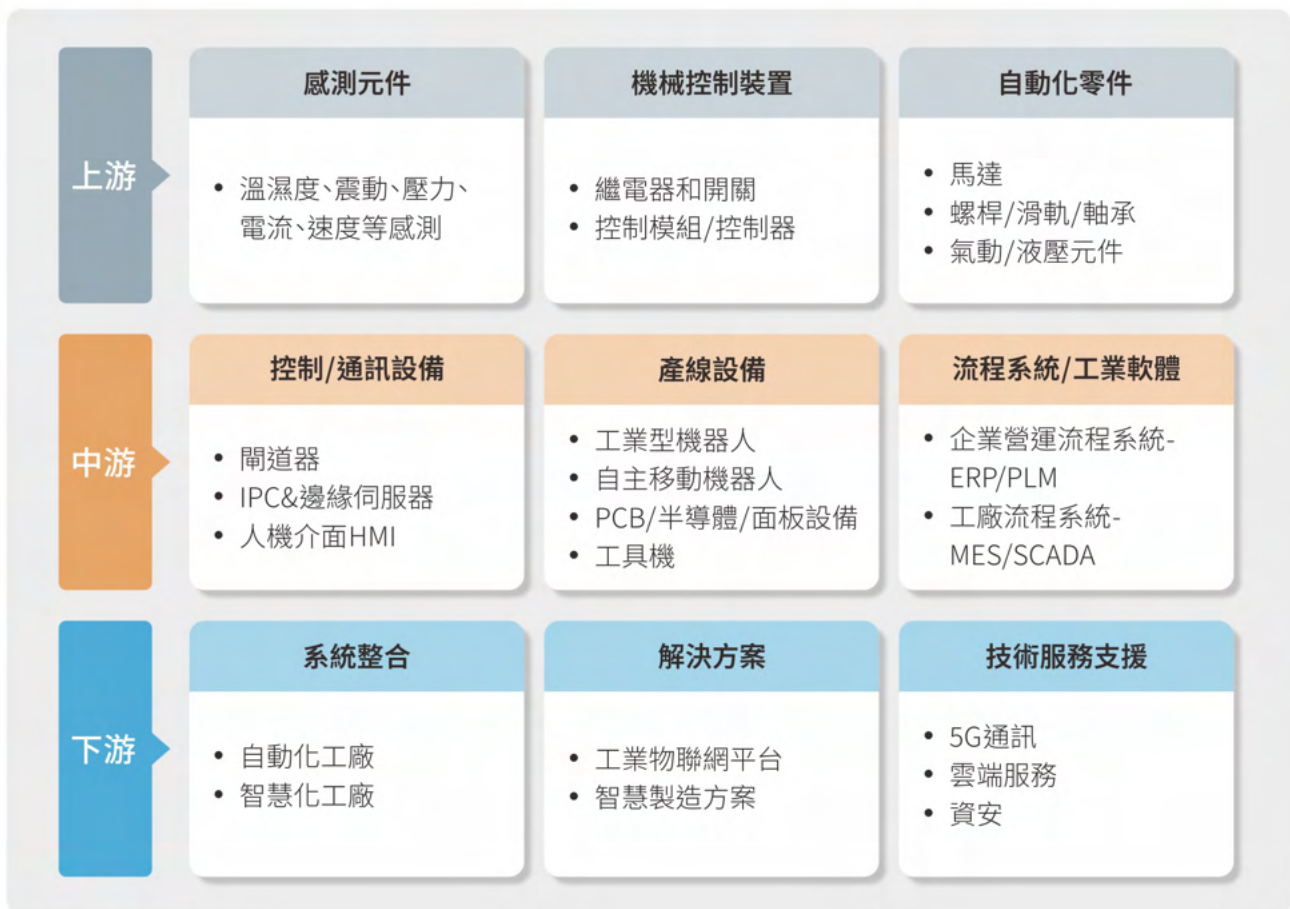 上游
感測元件
• 溫濕度、震動、壓力、
電流、速度等感測
機械控制裝置
• 繼電器和開關
• 控制模組/控制器
自動化零件
• 馬達
• 螺桿/滑軌/軸承
• 氣動/液壓元件
中游
控制/通訊設備
• 閘道器
• IPC&邊緣伺服器
• 人機介面HMI
產線設備
• 工業型機器人
• 自主移動機器人
• PCB/半導體/面板設備
• 工具機
流程系統/工業軟體
• 企業營運流程系統-
ERP/PLM
• 工廠流程系統-
MES/SCADA
下游
系統整合
• 自動化工廠
• 智慧化工廠
解決方案
• 工業物聯網平台
• 智慧製造方案
技術服務支援
• 5G通訊
• 雲端服務
• 資安